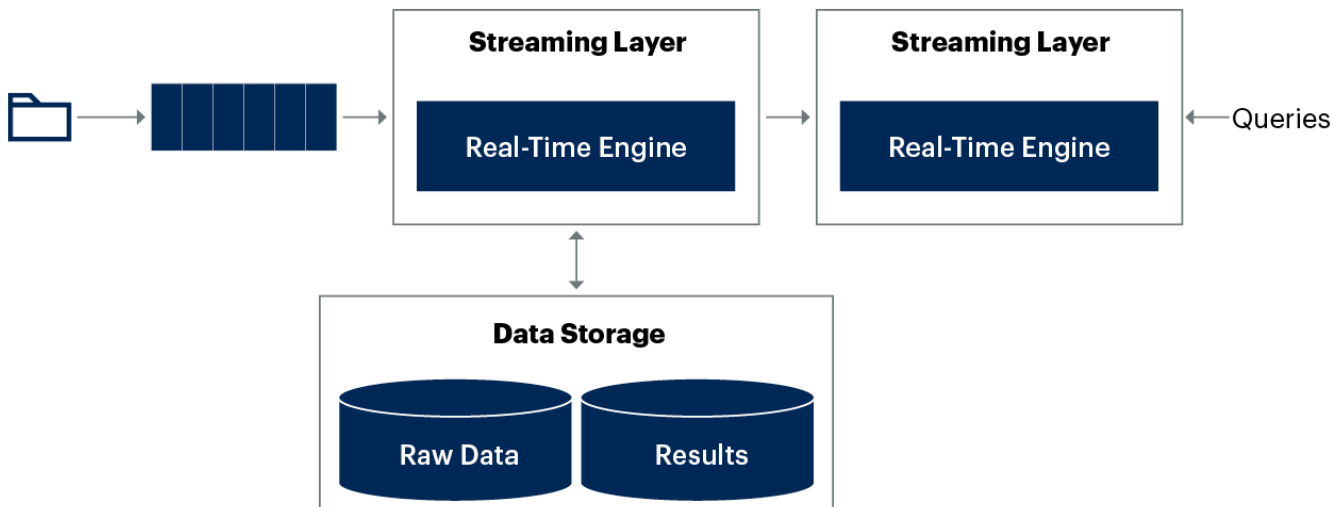 Streaming Layer
Real-Time Engine
Streaming Layer
Real-Time Engine
Queries
Data Storage
Raw Data
Results